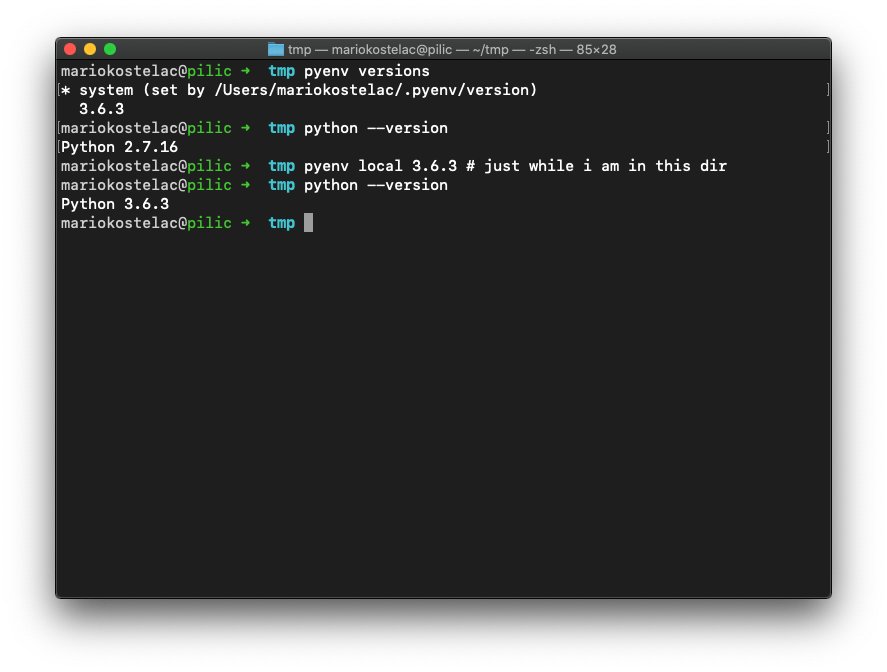 tmp — mariokostelac@pilic — ~/tmp — -zsh — 85×28
mariokostelac@pilic ➜  tmp pyenv versions
* system (set by /Users/mariokostelac/.pyenv/version)
  3.6.3
mariokostelac@pilic ➜  tmp python --version
Python 2.7.16
mariokostelac@pilic ➜  tmp pyenv local 3.6.3 # just while i am in this dir
mariokostelac@pilic ➜  tmp python --version
Python 3.6.3
mariokostelac@pilic ➜  tmp